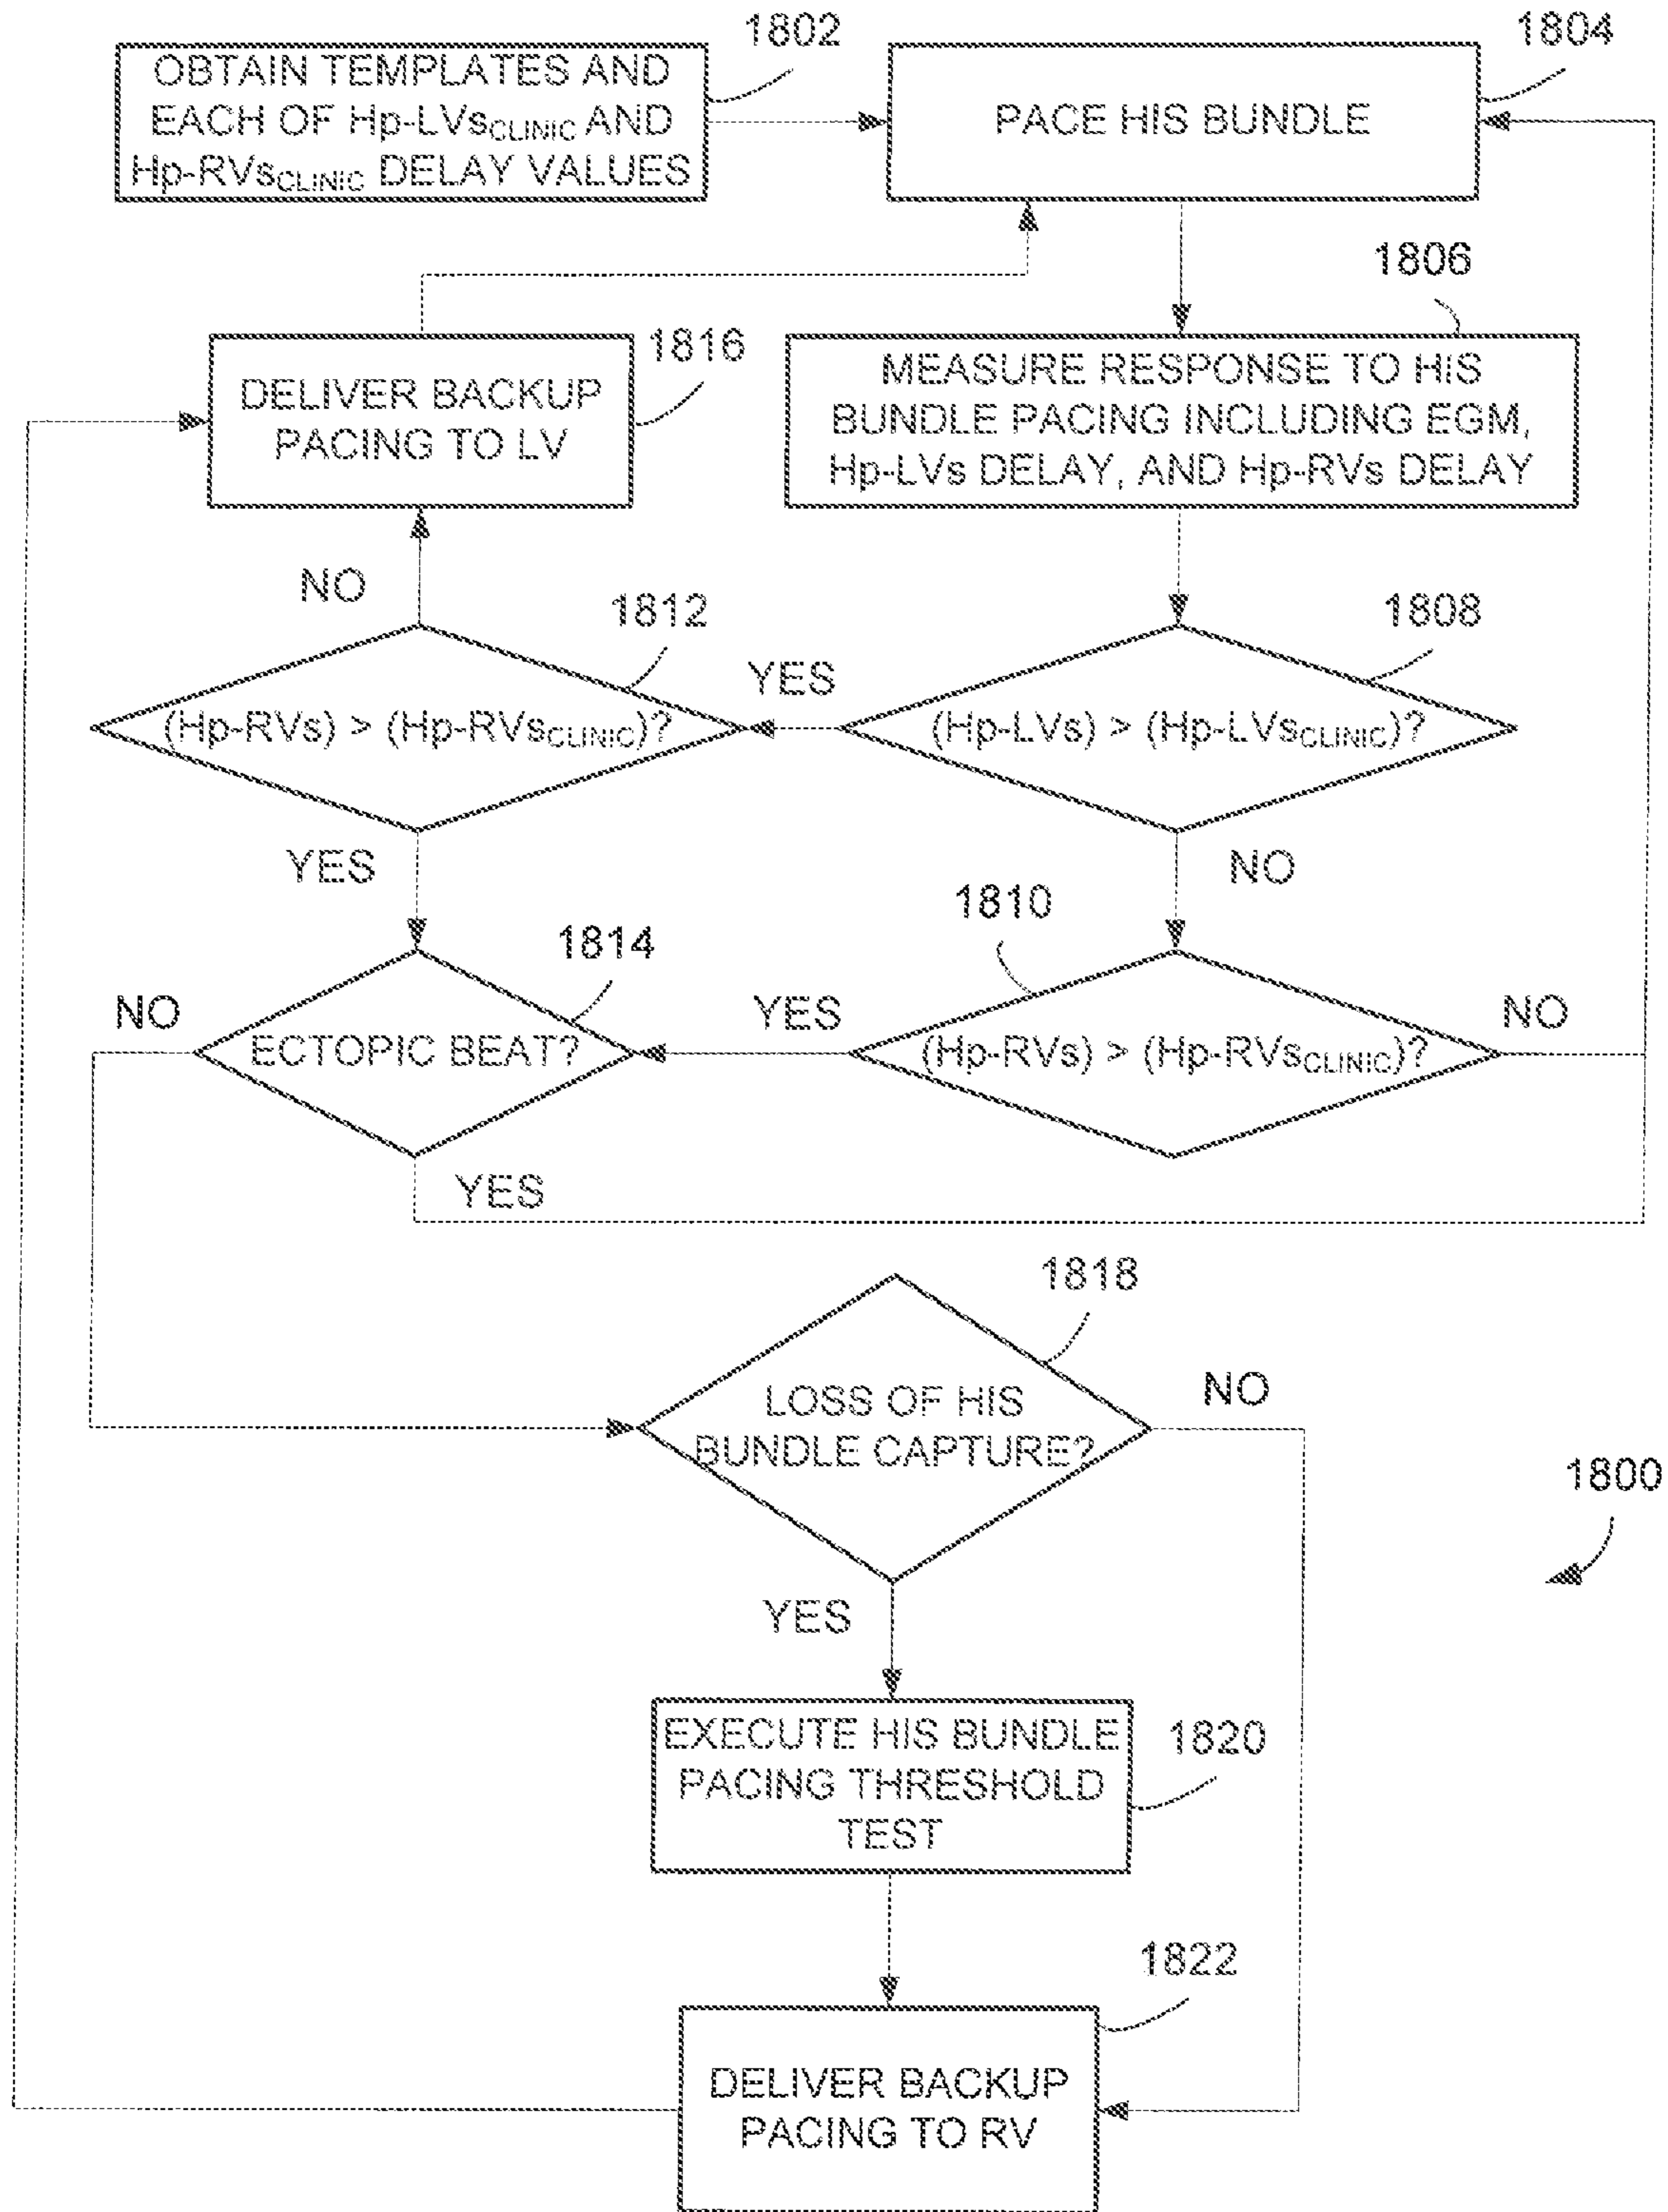 1802
OBTAIN TEMPLATES AND
EACH OF Hp-LVsCLINIC AND
Hp-RVsCLINIC DELAY VALUES
1804
PACE HIS BUNDLE
1806
MEASURE RESPONSE TO HIS
BUNDLE PACING INCLUDING EGM,
Hp-LVs DELAY, AND Hp-RVs DELAY
1816
DELIVER BACKUP
PACING TO LV
NO
1812
(Hp-RVs) > (Hp-RVsCLINIC)?
YES
1808
(Hp-LVs) > (Hp-LVsCLINIC)?
YES
NO
1814
ECTOPIC BEAT?
NO
YES
1810
(Hp-RVs) > (Hp-RVsCLINIC)?
YES
NO
1818
LOSS OF HIS
BUNDLE CAPTURE?
NO
YES
1800
1820
EXECUTE HIS BUNDLE
PACING THRESHOLD
TEST
1822
DELIVER BACKUP
PACING TO RV